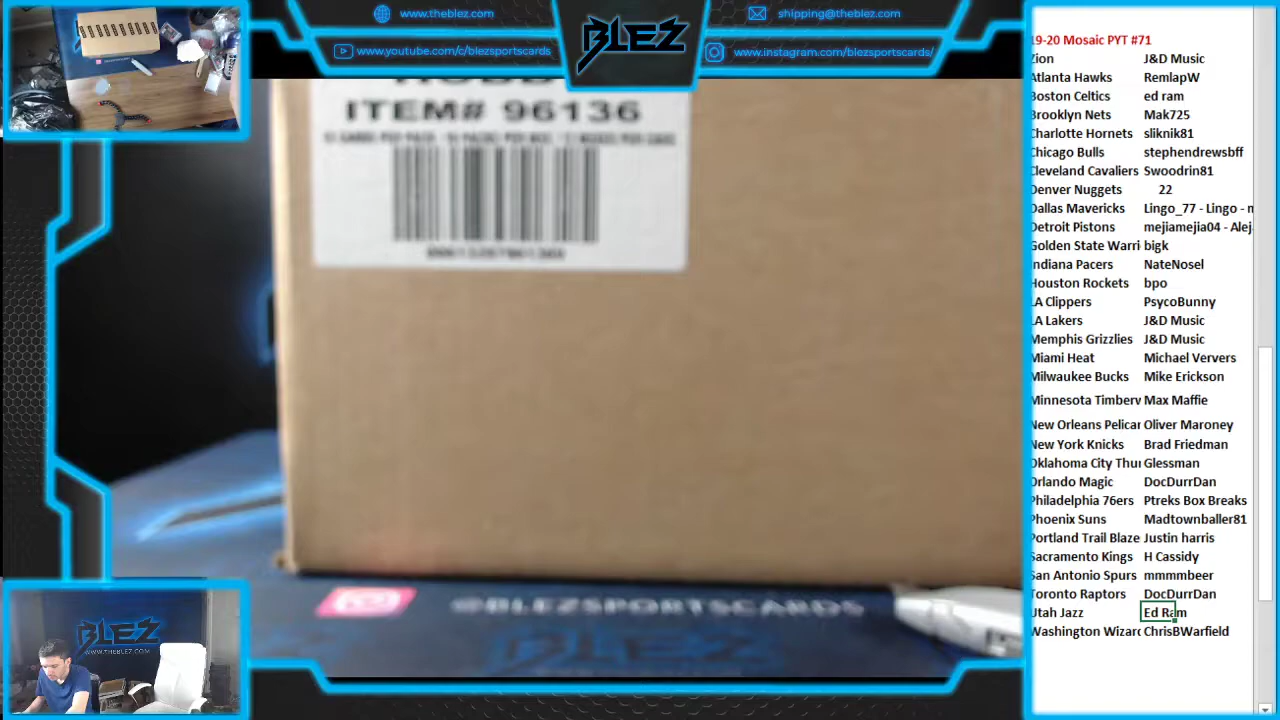 www.theblez.com
www.youtube.com/c/blezsportscards
BLEZ
shipping@theblez.com
www.instagram.com/blezsportscards/
ITEM# 96136
@BLEZSPORTSCARDS
BLEZ
WWW.THEBLEZ.COM
19-20 Mosaic PYT #71
Zion J&D Music
Atlanta Hawks RemlapW
Boston Celtics ed ram
Brooklyn Nets Mak725
Charlotte Hornets sliknik81
Chicago Bulls stephendrewsbff
Cleveland Cavaliers Swoodrin81
Denver Nuggets 22
Dallas Mavericks Lingo_77 - Lingo - m
Detroit Pistons mejiamejia04 - Alej
Golden State Warri bigk
Indiana Pacers NateNosel
Houston Rockets bpo
LA Clippers PsycoBunny
LA Lakers J&D Music
Memphis Grizzlies J&D Music
Miami Heat Michael Ververs
Milwaukee Bucks Mike Erickson
Minnesota Timberv Max Maffie
New Orleans Pelican Oliver Maroney
New York Knicks Brad Friedman
Oklahoma City Thun Glessman
Orlando Magic DocDurrDan
Philadelphia 76ers Ptreks Box Breaks
Phoenix Suns Madtownballer81
Portland Trail Blaze Justin harris
Sacramento Kings H Cassidy
San Antonio Spurs mmmmbeer
Toronto Raptors DocDurrDan
Utah Jazz Ed Ram
Washington Wizard ChrisBWarfield